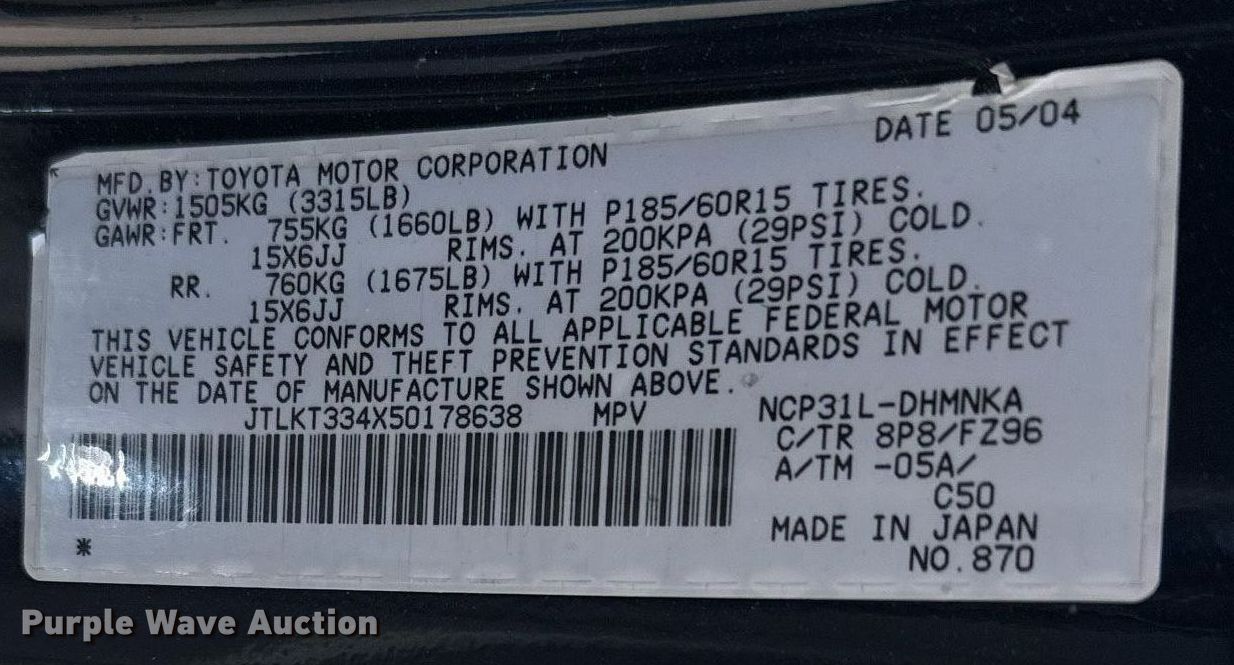 DATE 05/04
MFD.BY:TOYOTA MOTOR CORPORATION
GVWR:1505KG (3315LB)
GAWR:FRT. 755KG (1660LB) WITH P185/60R15 TIRES.
15X6JJ RIMS. AT 200KPA (29PSI) COLD.
RR. 760KG (1675LB) WITH P185/60R15 TIRES.
15X6JJ RIMS. AT 200KPA (29PSI) COLD.
THIS VEHICLE CONFORMS TO ALL APPLICABLE FEDERAL MOTOR
VEHICLE SAFETY AND THEFT PREVENTION STANDARDS IN EFFECT
ON THE DATE OF MANUFACTURE SHOWN ABOVE.
JTLKT334X50178638 MPV NCP31L-DHMNKA
C/TR 8P8/FZ96
A/TM -05A/
C50
MADE IN JAPAN
* NO.870
Purple Wave Auction